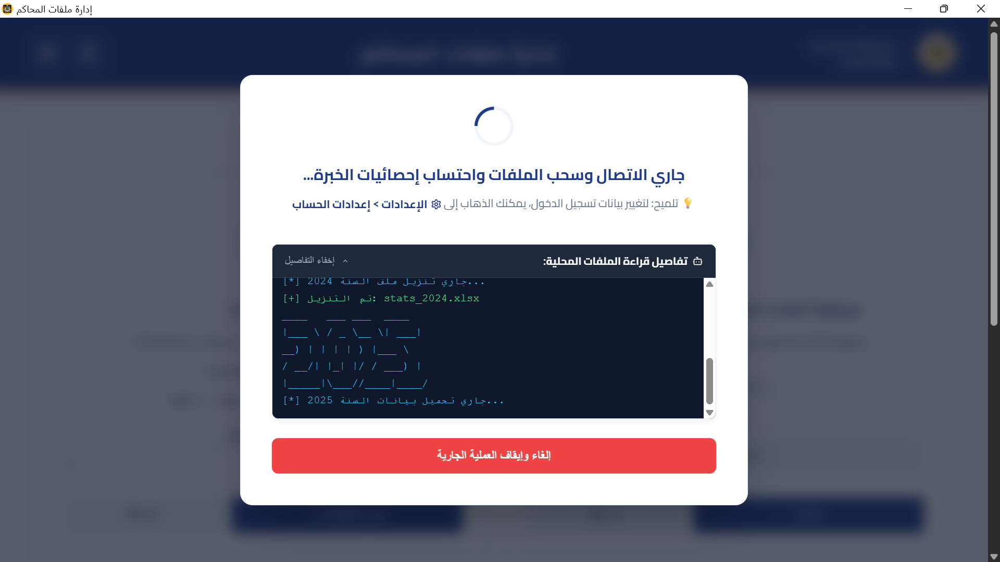 إدارة ملفات المحاكم
جاري الاتصال وسحب الملفات واحتساب إحصائيات الخبرة...
💡 تلميح: لتغيير بيانات تسجيل الدخول، يمكنك الذهاب إلى الإعدادات > إعدادات الحساب
تفاصيل قراءة الملفات المحلية:
إخفاء التفاصيل
[*] جاري تنزيل ملف السنة 2024...
[+] تم التنزيل: stats_2024.xlsx
____   ___ ___  ____
|___ \ / _ \__ \| ___|
__) | | | | ) |___ \
/ __/| |_| |/ / ___) |
|_____|\___//____|____/
[*] جاري تحميل بيانات السنة 2025...
إلغاء وإيقاف العملية الجارية